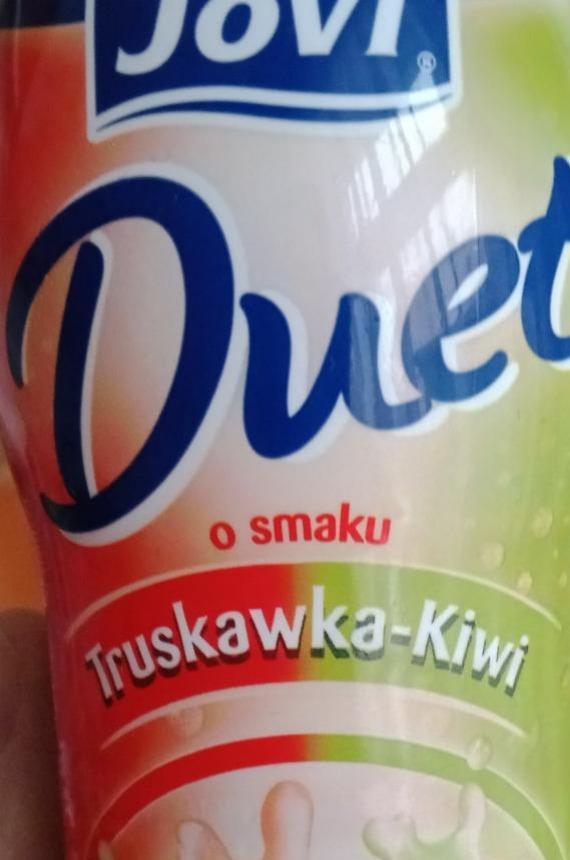 Jovi®
Duet
o smaku
Truskawka-Kiwi